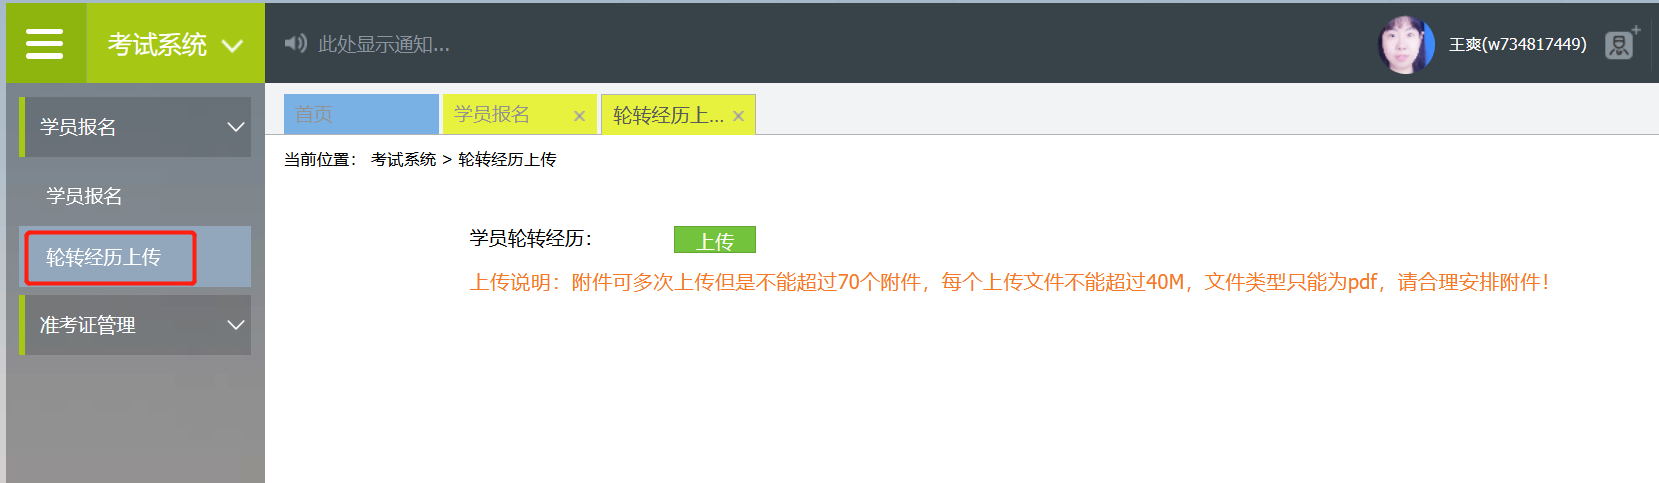 考试系统
此处显示通知...
王爽(w734817449)
学员报名
学员报名
轮转经历上传
准考证管理
首页
学员报名
轮转经历上...
当前位置： 考试系统 > 轮转经历上传
学员轮转经历：
上传
上传说明：附件可多次上传但是不能超过70个附件，每个上传文件不能超过40M，文件类型只能为pdf，请合理安排附件！